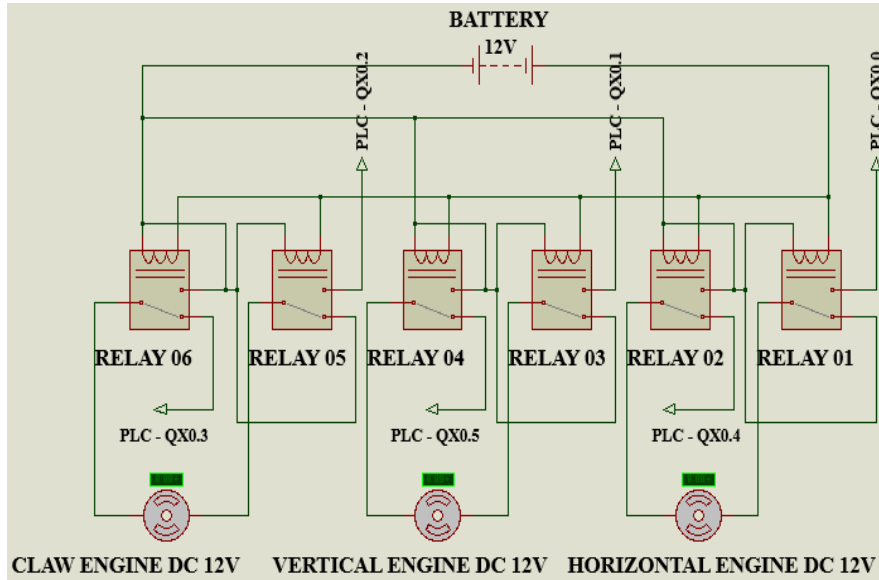 BATTERY
12V
PLC - QX0.2
PLC - QX0.1
PLC - QX0.0
RELAY 06
RELAY 05
RELAY 04
RELAY 03
RELAY 02
RELAY 01
PLC - QX0.3
PLC - QX0.5
PLC - QX0.4
CLAW ENGINE DC 12V
VERTICAL ENGINE DC 12V
HORIZONTAL ENGINE DC 12V